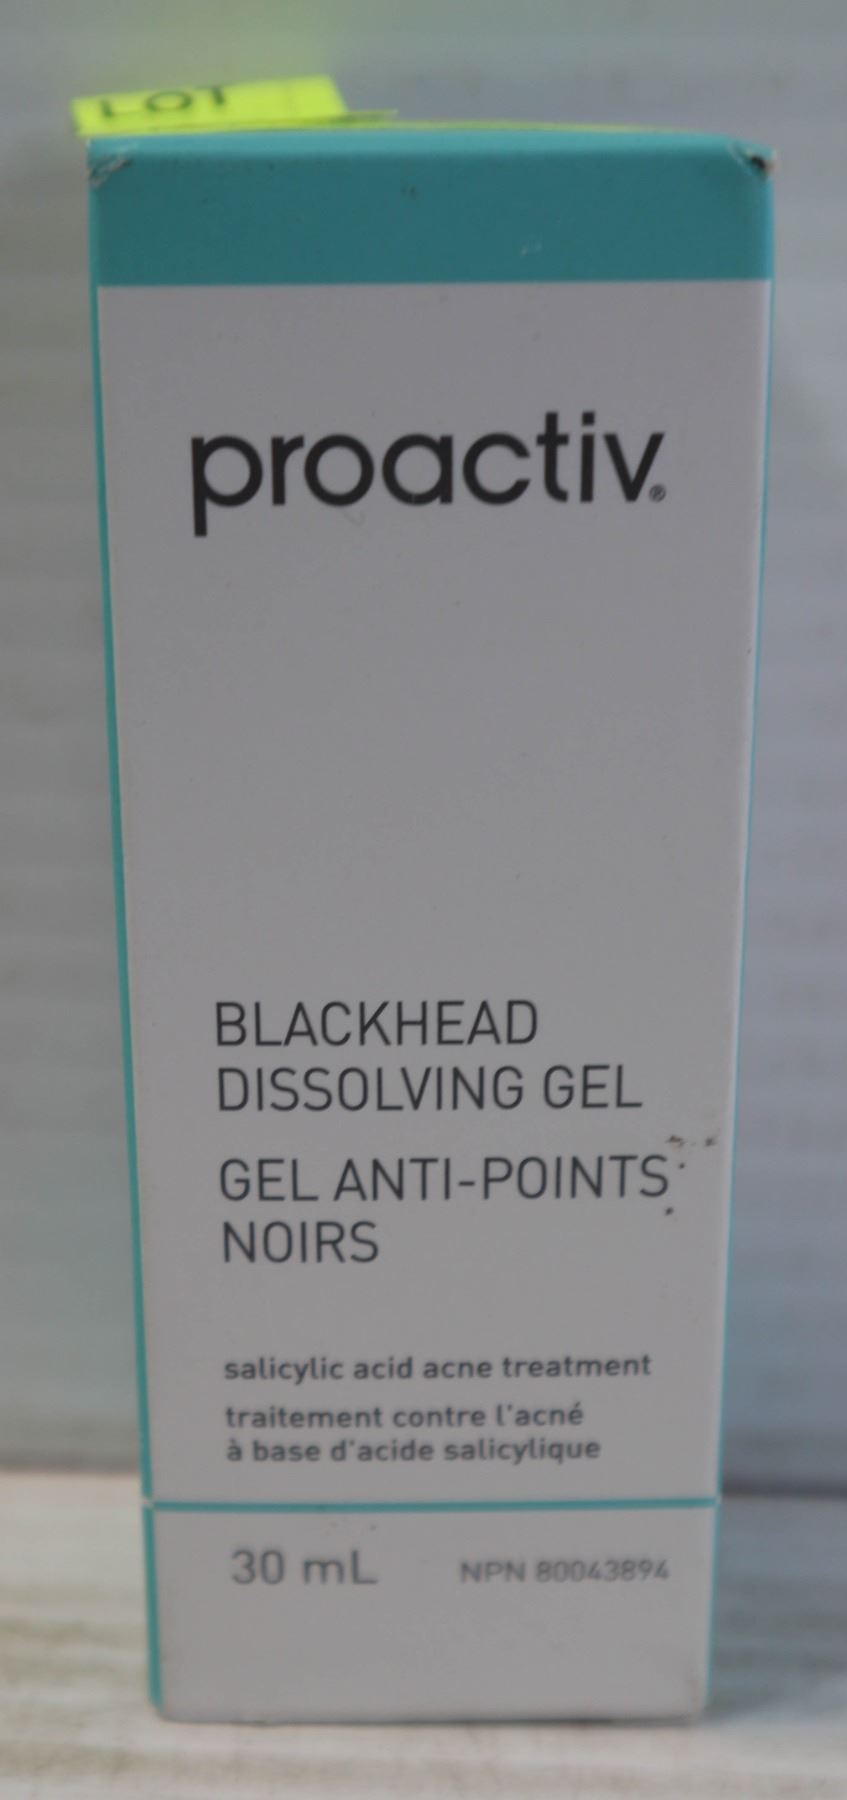 LOT
proactiv®
BLACKHEAD
DISSOLVING GEL
GEL ANTI-POINTS
NOIRS
salicylic acid acne treatment
traitement contre l'acné
à base d'acide salicylique
30 mL NPN 80043894